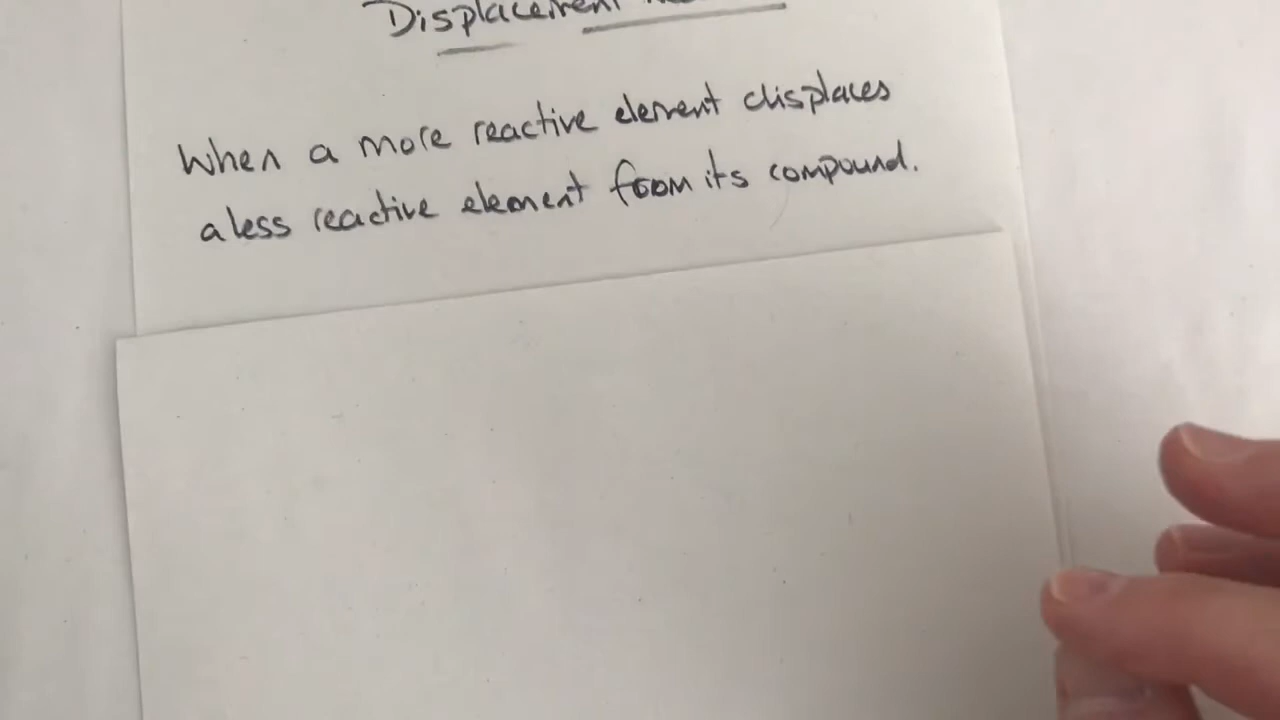 Displacement
When a more reactive element displaces
a less reactive element from its compound.